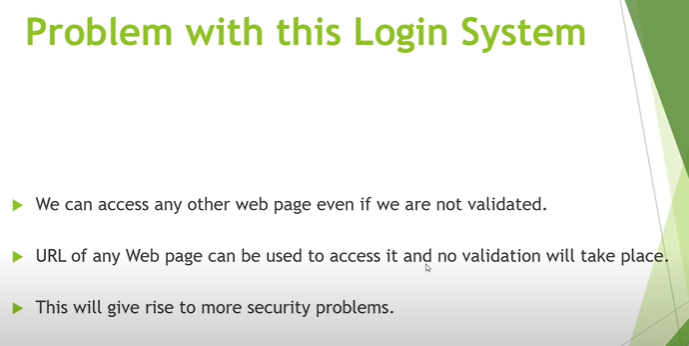 Problem with this Login System
We can access any other web page even if we are not validated.
URL of any Web page can be used to access it and no validation will take place.
This will give rise to more security problems.